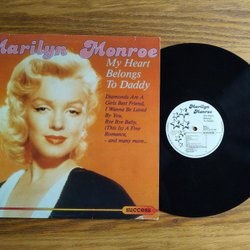 Marilyn Monroe
My Heart
Belongs
To Daddy
Diamonds Are A
Girls Best Friend,
I Wanna Be Loved
By You,
Bye Bye Baby,
(This Is) A Fine
Romance,
- and many more..
SUCCESS
Marilyn Monroe